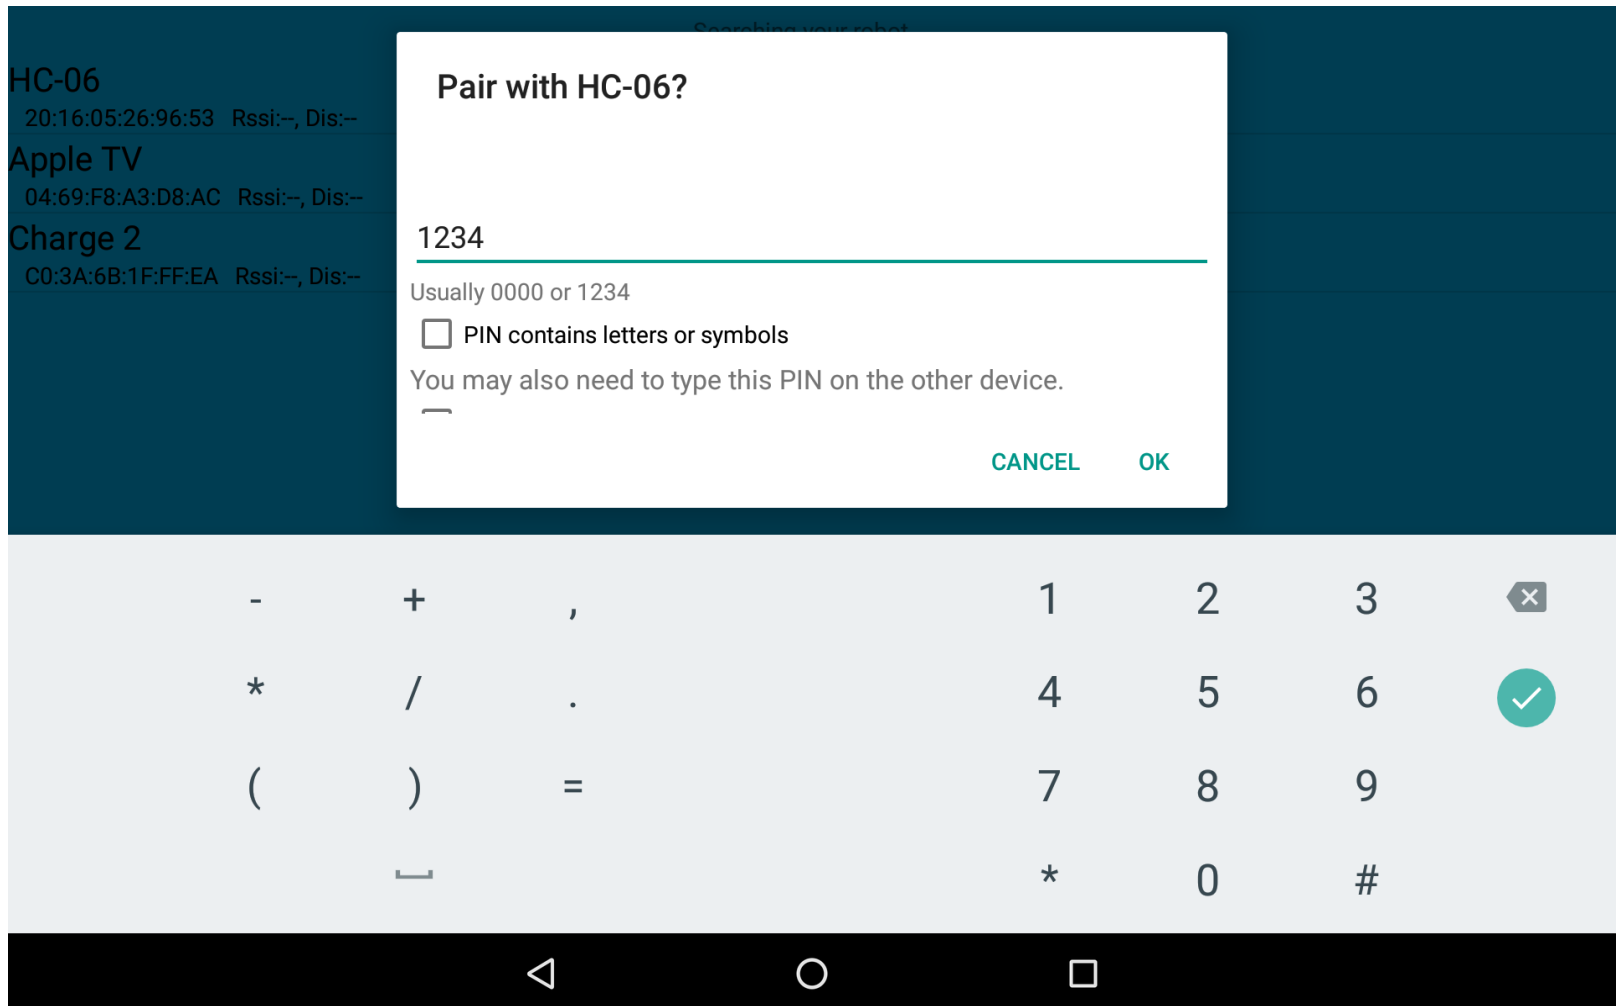 Searching your robot
HC-06
20:16:05:26:96:53 Rssi:--, Dis:--
Apple TV
04:69:F8:A3:D8:AC Rssi:--, Dis:--
Charge 2
C0:3A:6B:1F:FF:EA Rssi:--, Dis:--
Pair with HC-06?
1234
Usually 0000 or 1234
PIN contains letters or symbols
You may also need to type this PIN on the other device.
CANCEL OK
- + , 1 2 3
* / . 4 5 6
( ) = 7 8 9
* 0 #